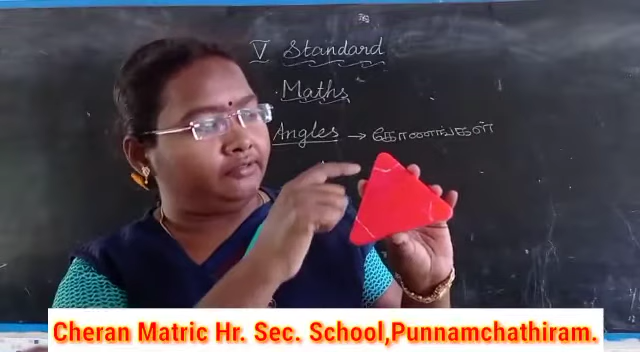 V Standard
Maths
Angles → கோணங்கள்
Cheran Matric Hr. Sec. School,Punnamchathiram.